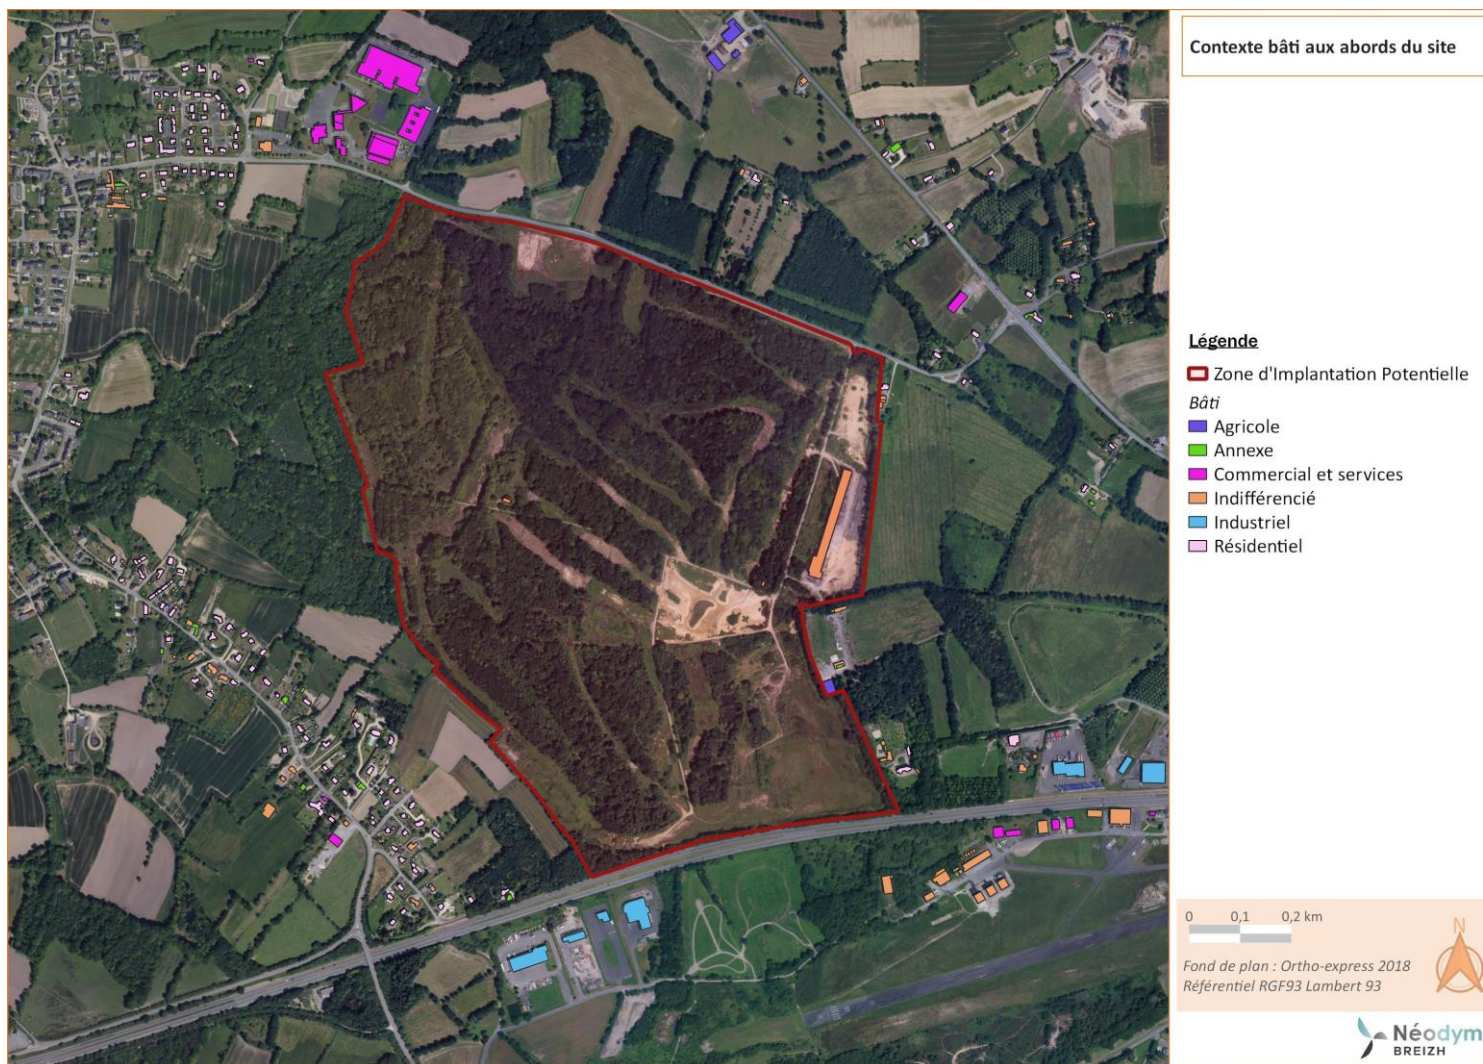 Contexte bâti aux abords du site
Légende
Zone d'Implantation Potentielle
Bâti
Agricole
Annexe
Commercial et services
Indifférencié
Industriel
Résidentiel
0 0,1 0,2 km
N
Fond de plan : Ortho-express 2018
Référentiel RGF93 Lambert 93
Néodym
BREIZH